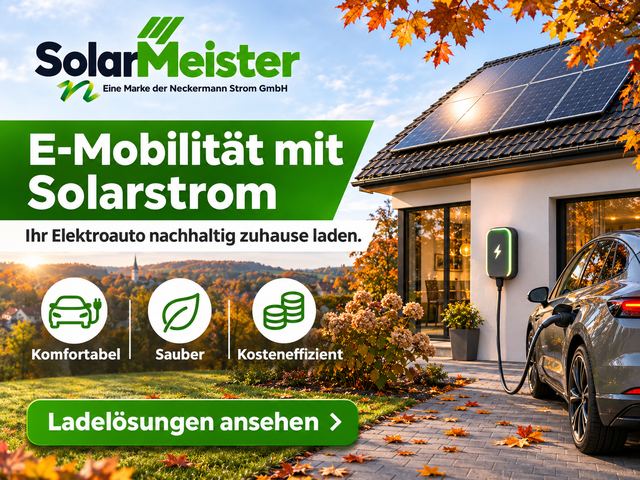 SolarMeister
Eine Marke der Neckermann Strom GmbH
E-Mobilität mit
Solarstrom
Ihr Elektroauto nachhaltig zuhause laden.
Komfortabel
Sauber
Kosteneffizient
Ladelösungen ansehen